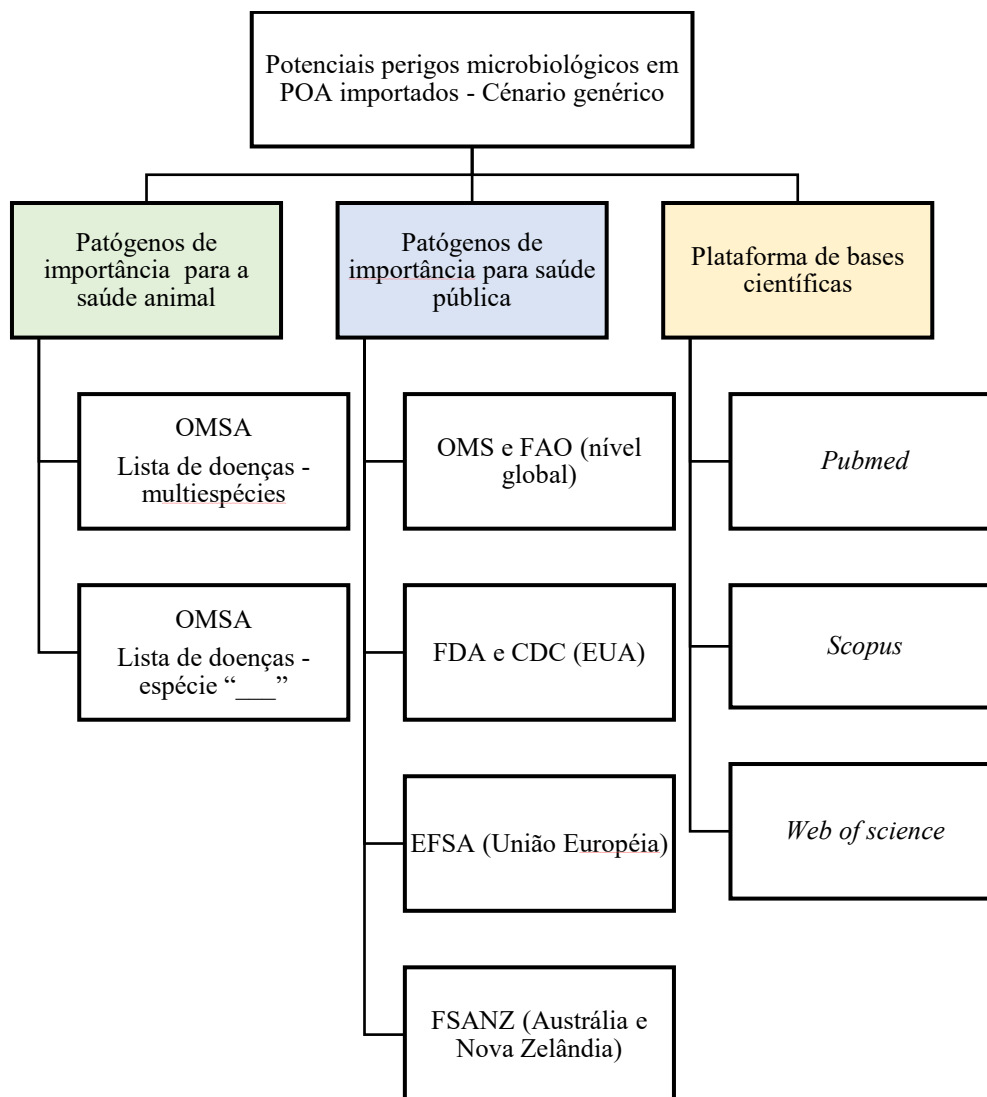 Potenciais perigos microbiológicos em
POA importados - Cénario genérico
Patógenos de
importância para a
saúde animal
Patógenos de
importância para saúde
pública
Plataforma de bases
científicas
OMSA
Lista de doenças -
multiespécies
OMSA
Lista de doenças -
espécie “___”
OMS e FAO (nível
global)
FDA e CDC (EUA)
EFSA (União Européia)
FSANZ (Austrália e
Nova Zelândia)
Pubmed
Scopus
Web of science